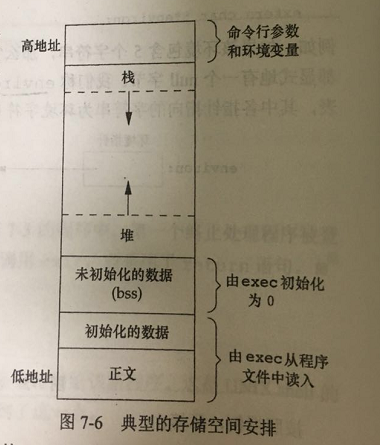 高地址
命令行参数
和环境变量
栈
environ:
堆
未初始化的数据
(bss)
由exec初始化
为0
初始化的数据
由exec从程序
文件中读入
正文
低地址
图7-6 典型的存储空间安排